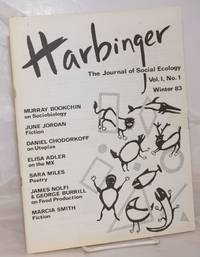 Harbinger
The Journal of Social Ecology
Vol. I, No. 1
Winter 83
MURRAY BOOKCHIN
on Sociobiology
JUNE JORDAN
Fiction
DANIEL CHODORKOFF
on Utopias
ELISA ADLER
on the MX
SARA MILES
Poetry
JAMES NOLFI
& GEORGE BURRILL
on Food Production
MARCIA SMITH
Fiction